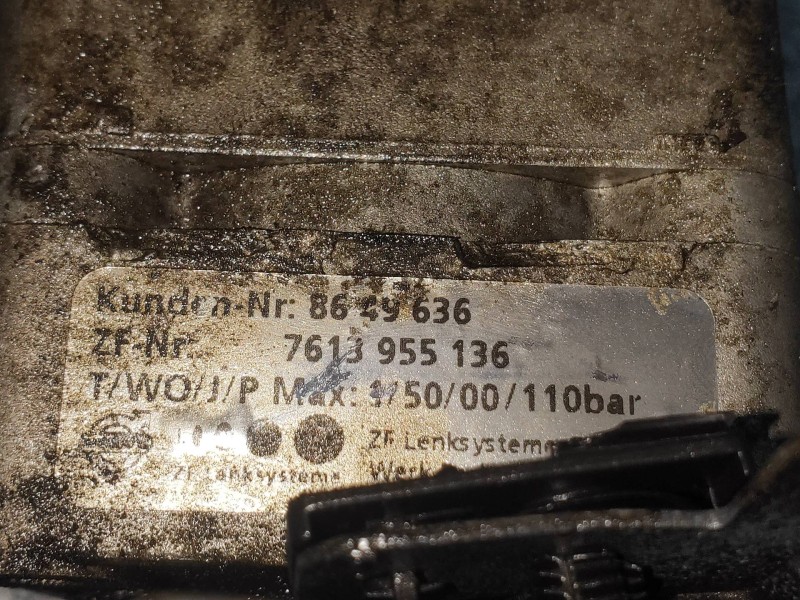 Kunden-Nr: 86 49 636
ZF-Nr. 7613 955 136
T/WO/J/P Max: 1/50/00/110bar
ZF Lenksysteme
ZF Lenksysteme